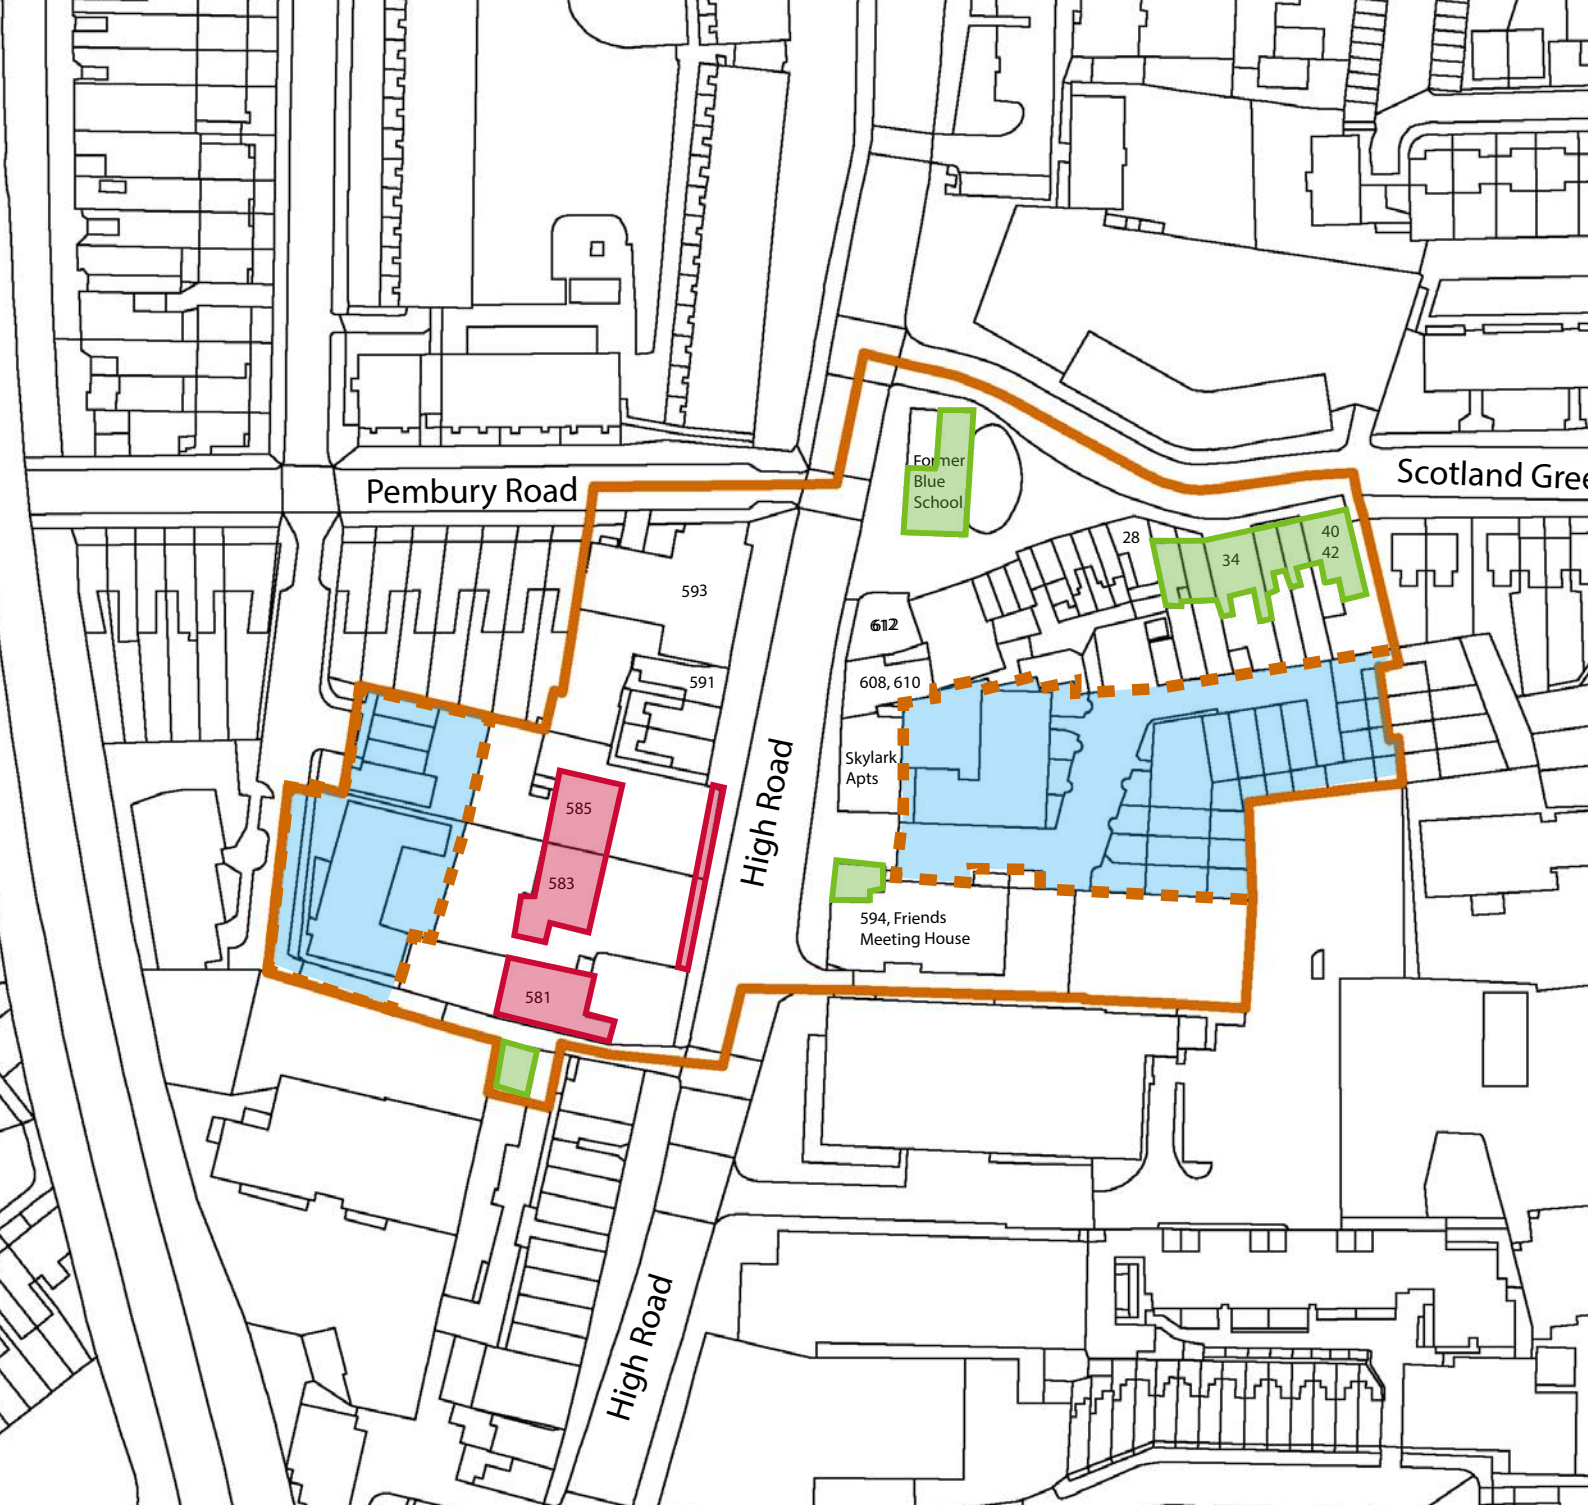 Pembury Road
Scotland Gree
Former
Blue
School
28
34
40
42
593
612
591
608, 610
Skylark
Apts
585
583
High Road
594, Friends
Meeting House
581
High Road